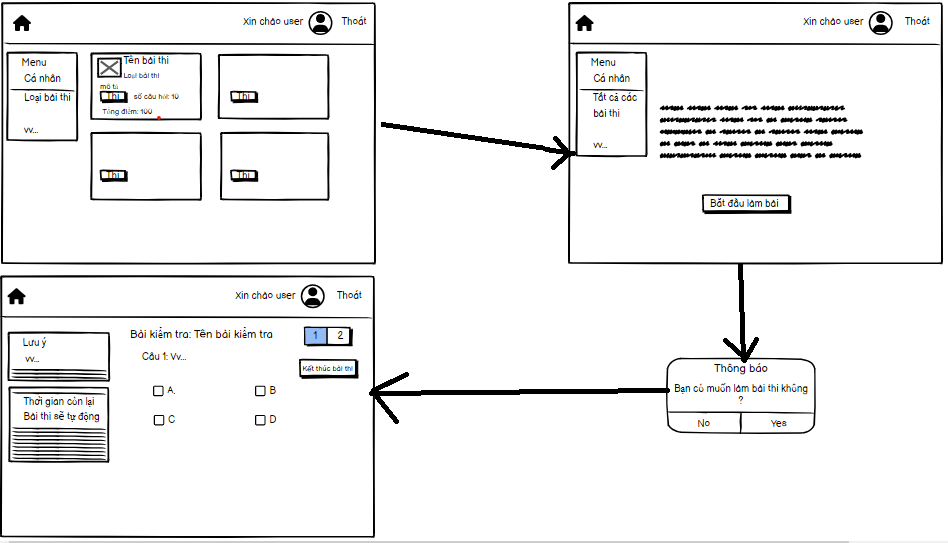 Xin chào user
Thoát
Menu
Cá nhân
Loại bài thi
vv...
Tên bài thi
Loại bài thi
mô tả
Thi
số câu hỏi: 10
Tổng điểm: 100
Thi
Thi
Thi
Xin chào user
Thoát
Menu
Cá nhân
Tất cả các
bài thi
vv...
Bắt đầu làm bài
Xin chào user
Thoát
Lưu ý
vv...
Thời gian còn lại
Bài thi sẽ tự động
Bài kiểm tra: Tên bài kiểm tra
1
2
Câu 1: Vv...
Kết thúc bài thi
A.
B
C
D
Thông báo
Bạn có muốn làm bài thi không
?
No
Yes